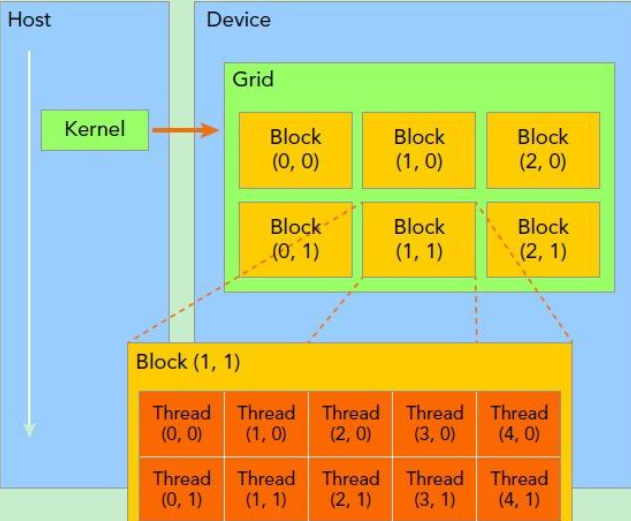 Host
Device
Grid
Kernel
Block
(0, 0)
Block
(1, 0)
Block
(2, 0)
Block
(0, 1)
Block
(1, 1)
Block
(2, 1)
Block (1, 1)
Thread
(0, 0)
Thread
(1, 0)
Thread
(2, 0)
Thread
(3, 0)
Thread
(4, 0)
Thread
(0, 1)
Thread
(1, 1)
Thread
(2, 1)
Thread
(3, 1)
Thread
(4, 1)